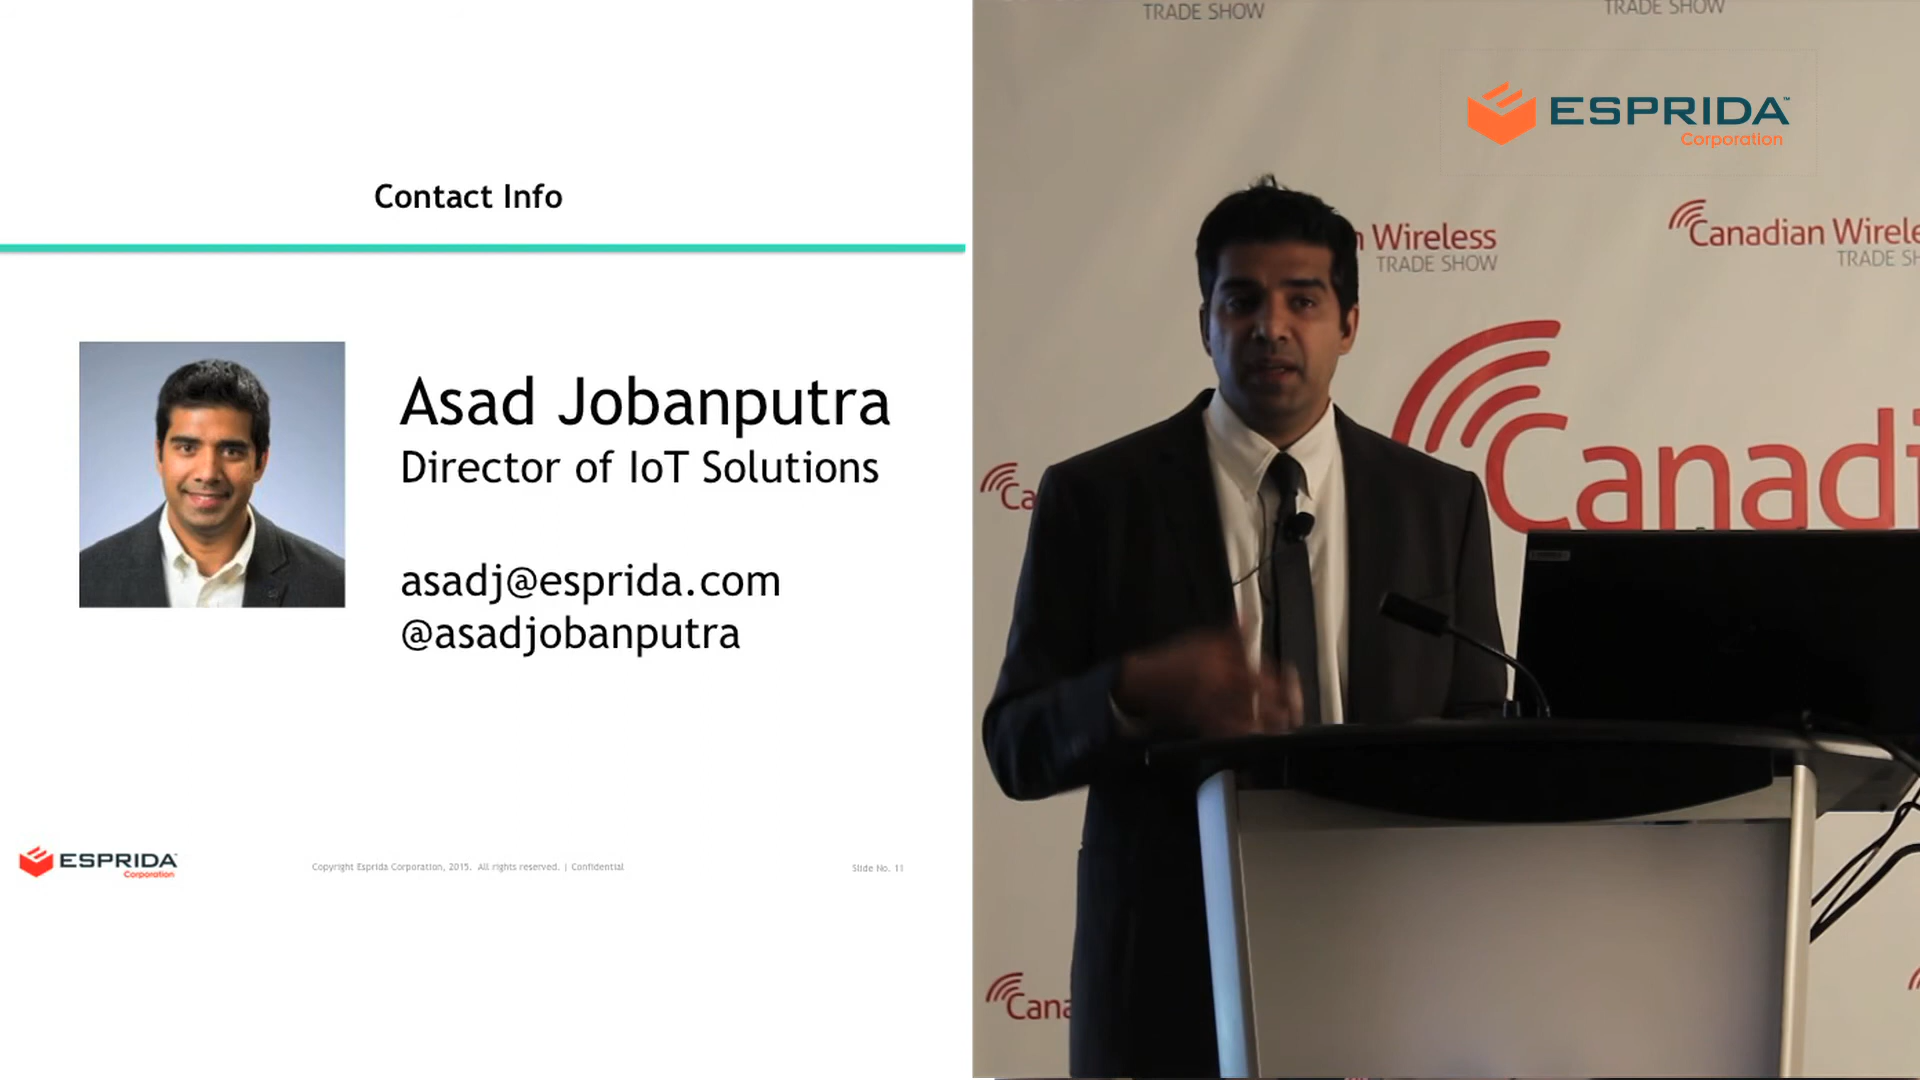 Contact Info
Asad Jobanputra
Director of IoT Solutions
asadj@esprida.com
@asadjobanputra
ESPRIDA
Corporation
Copyright Esprida Corporation, 2015. All rights reserved. | Confidential
Slide No. 11
TRADE SHOW
TRADE SHOW
ESPRIDA™
Corporation
n Wireless
TRADE SHOW
Canadian Wirele
TRADE SH
Canadi
Ca
Cana